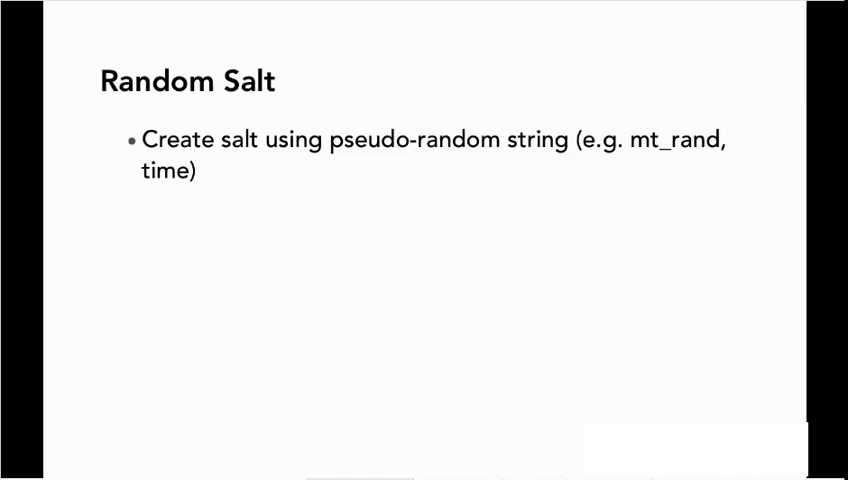 Random Salt
• Create salt using pseudo-random string (e.g. mt_rand,
time)